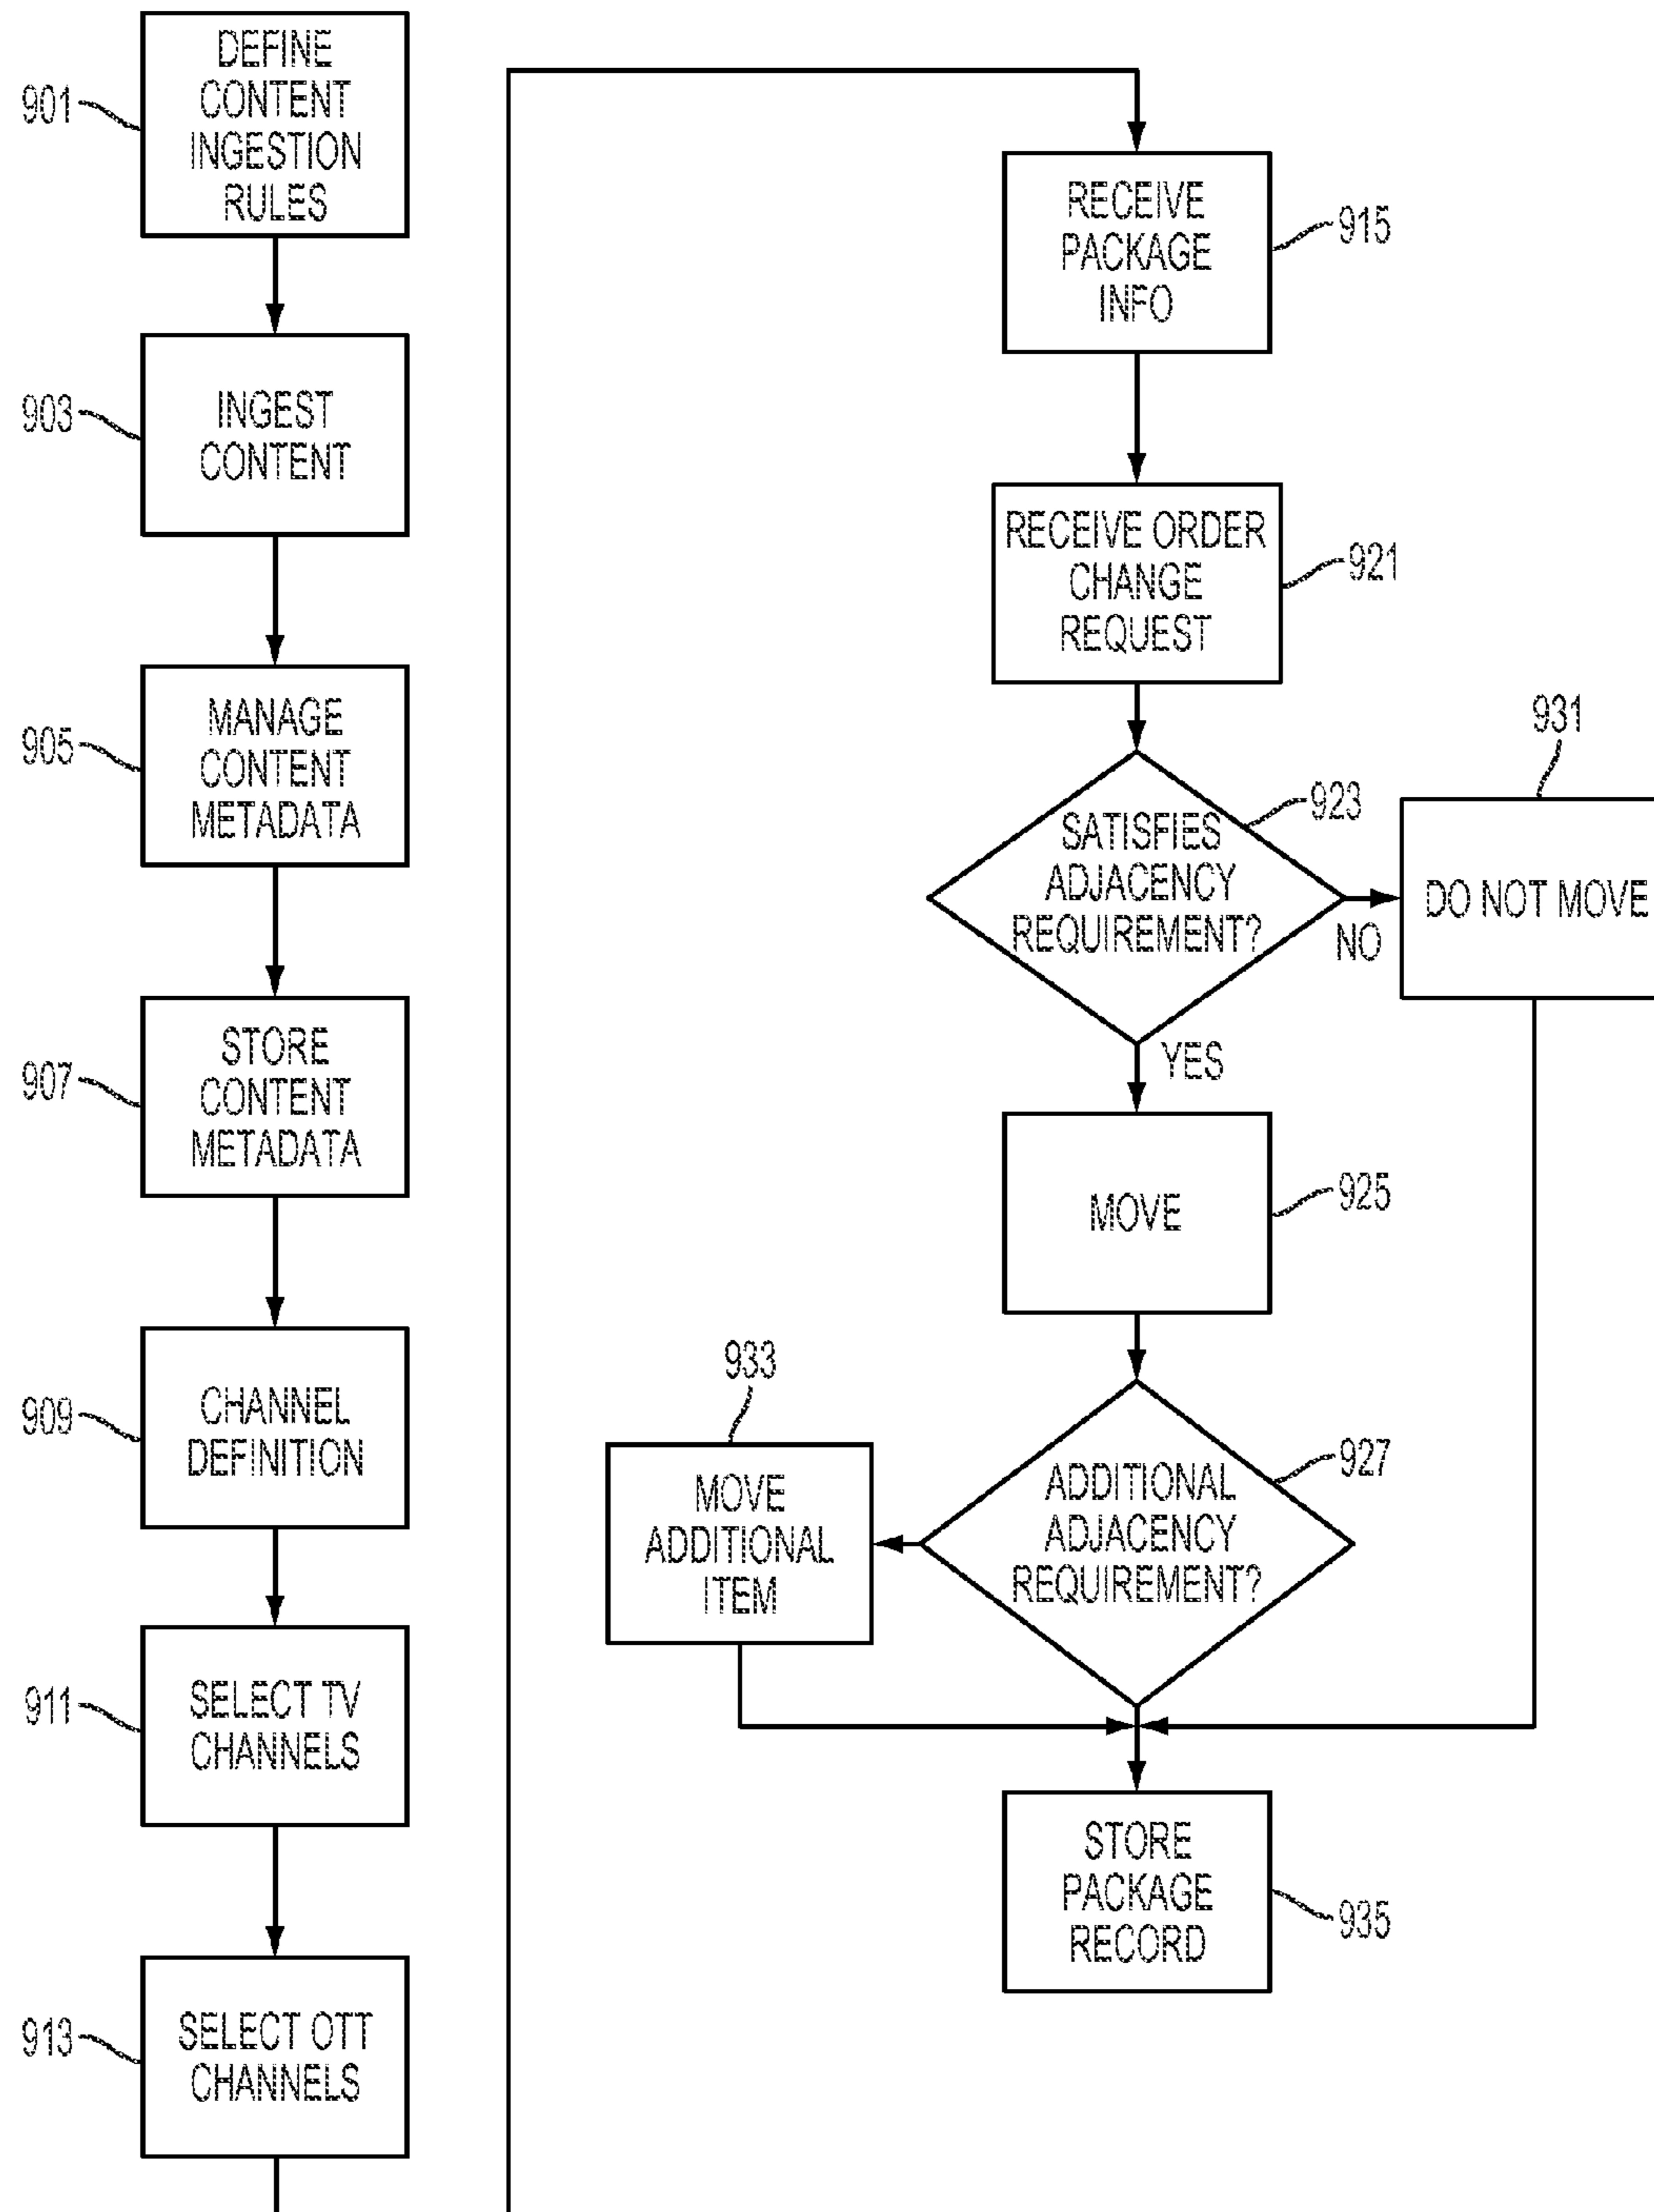 901
DEFINE
CONTENT
INGESTION
RULES
903
INGEST
CONTENT
905
MANAGE
CONTENT
METADATA
907
STORE
CONTENT
METADATA
909
CHANNEL
DEFINITION
911
SELECT TV
CHANNELS
913
SELECT OTT
CHANNELS
RECEIVE
PACKAGE
INFO
915
RECEIVE ORDER
CHANGE
REQUEST
921
SATISFIES
ADJACENCY
REQUIREMENT?
923
NO
931
DO NOT MOVE
YES
MOVE
925
ADDITIONAL
ADJACENCY
REQUIREMENT?
927
933
MOVE
ADDITIONAL
ITEM
STORE
PACKAGE
RECORD
935